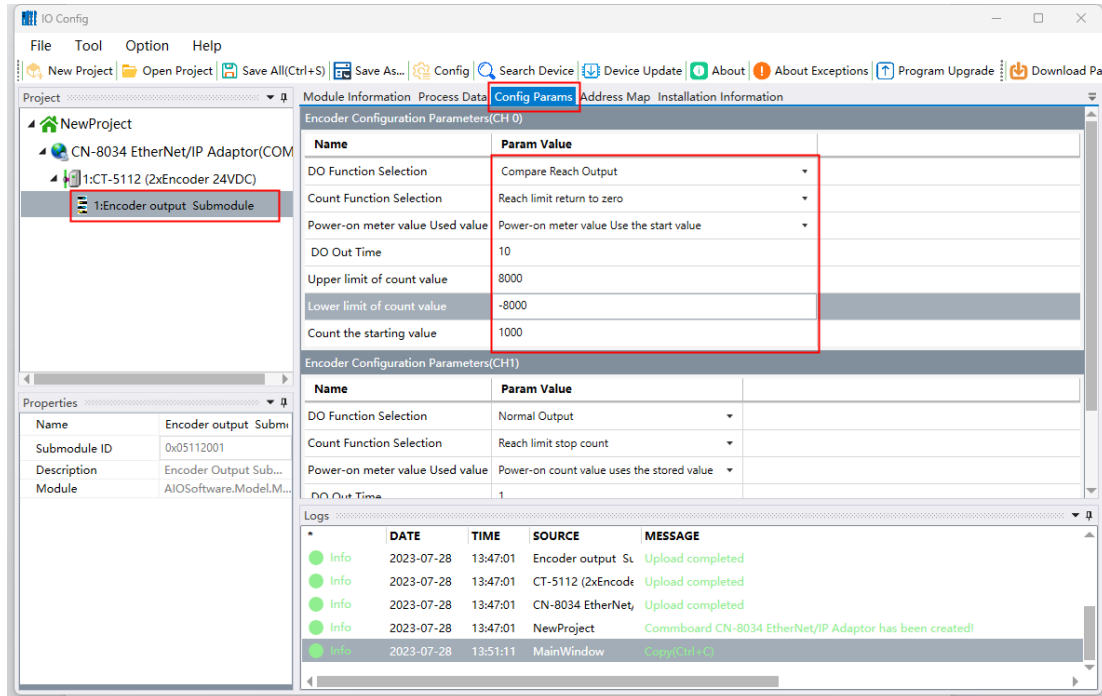 IO Config
File Tool Option Help
New Project Open Project Save All(Ctrl+S) Save As... Config Search Device Device Update About About Exceptions Program Upgrade Download Pa
Project
NewProject
CN-8034 EtherNet/IP Adaptor(COM
1:CT-5112 (2xEncoder 24VDC)
1:Encoder output Submodule
Module Information Process Data Config Params Address Map Installation Information
Encoder Configuration Parameters(CH 0)
Name Param Value
DO Function Selection Compare Reach Output
Count Function Selection Reach limit return to zero
Power-on meter value Used value Power-on meter value Use the start value
DO Out Time 10
Upper limit of count value 8000
Lower limit of count value -8000
Count the starting value 1000
Encoder Configuration Parameters(CH1)
Name Param Value
DO Function Selection Normal Output
Count Function Selection Reach limit stop count
Power-on meter value Used value Power-on count value uses the stored value
DO Out Time 1
Properties
Name Encoder output Subm
Submodule ID 0x05112001
Description Encoder Output Sub...
Module AIOSoftware.Model.M...
Logs
* DATE TIME SOURCE MESSAGE
Info 2023-07-28 13:47:01 Encoder output Su Upload completed
Info 2023-07-28 13:47:01 CT-5112 (2xEncode Upload completed
Info 2023-07-28 13:47:01 CN-8034 EtherNet/ Upload completed
Info 2023-07-28 13:47:01 NewProject Commboard CN-8034 EtherNet/IP Adaptor has been created!
Info 2023-07-28 13:51:11 MainWindow Copy(Ctrl+C)